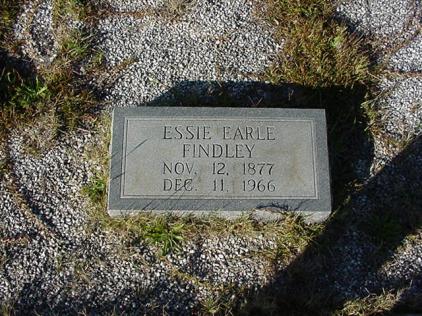 ESSIE EARLE
FINDLEY
NOV. 12, 1877
DEC. 11, 1966